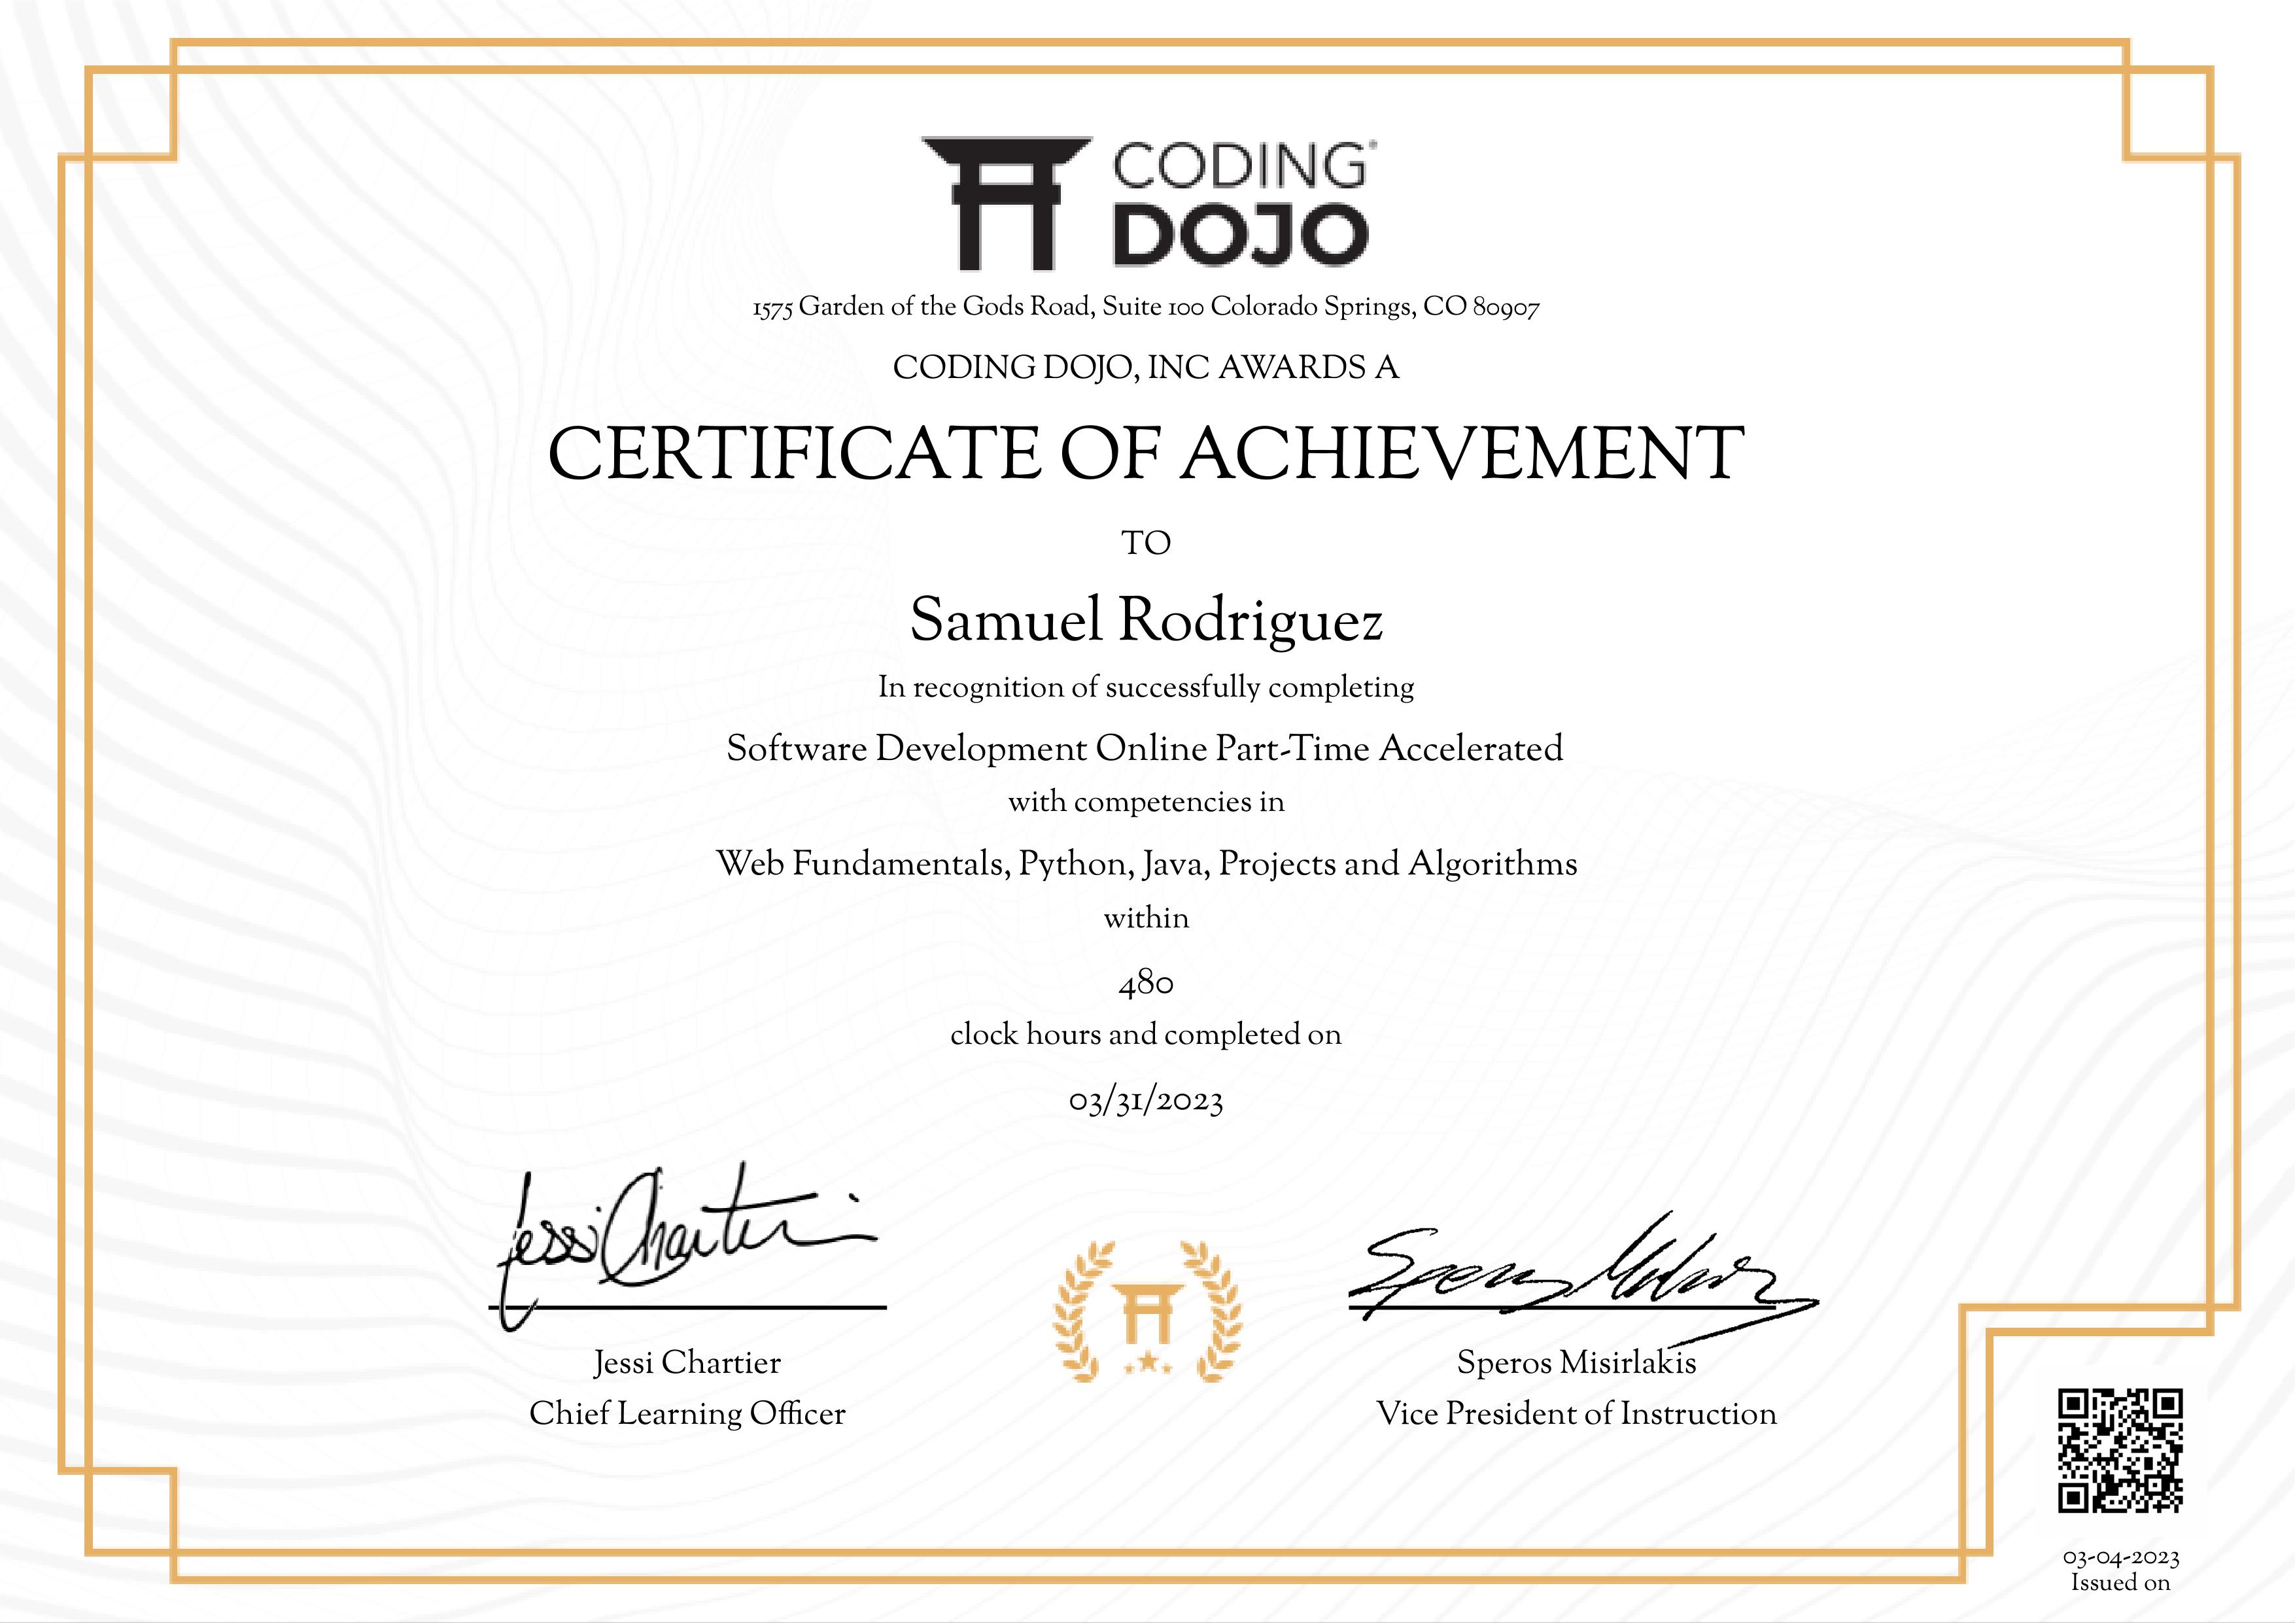 CODING®
DOJO
1575 Garden of the Gods Road, Suite 100 Colorado Springs, CO 80907
CODING DOJO, INC AWARDS A
CERTIFICATE OF ACHIEVEMENT
TO
Samuel Rodriguez
In recognition of successfully completing
Software Development Online Part-Time Accelerated
with competencies in
Web Fundamentals, Python, Java, Projects and Algorithms
within
480
clock hours and completed on
03/31/2023
Jessi Chartier
Jessi Chartier
Chief Learning Officer
Speros Misirlakis
Vice President of Instruction
03-04-2023
Issued on